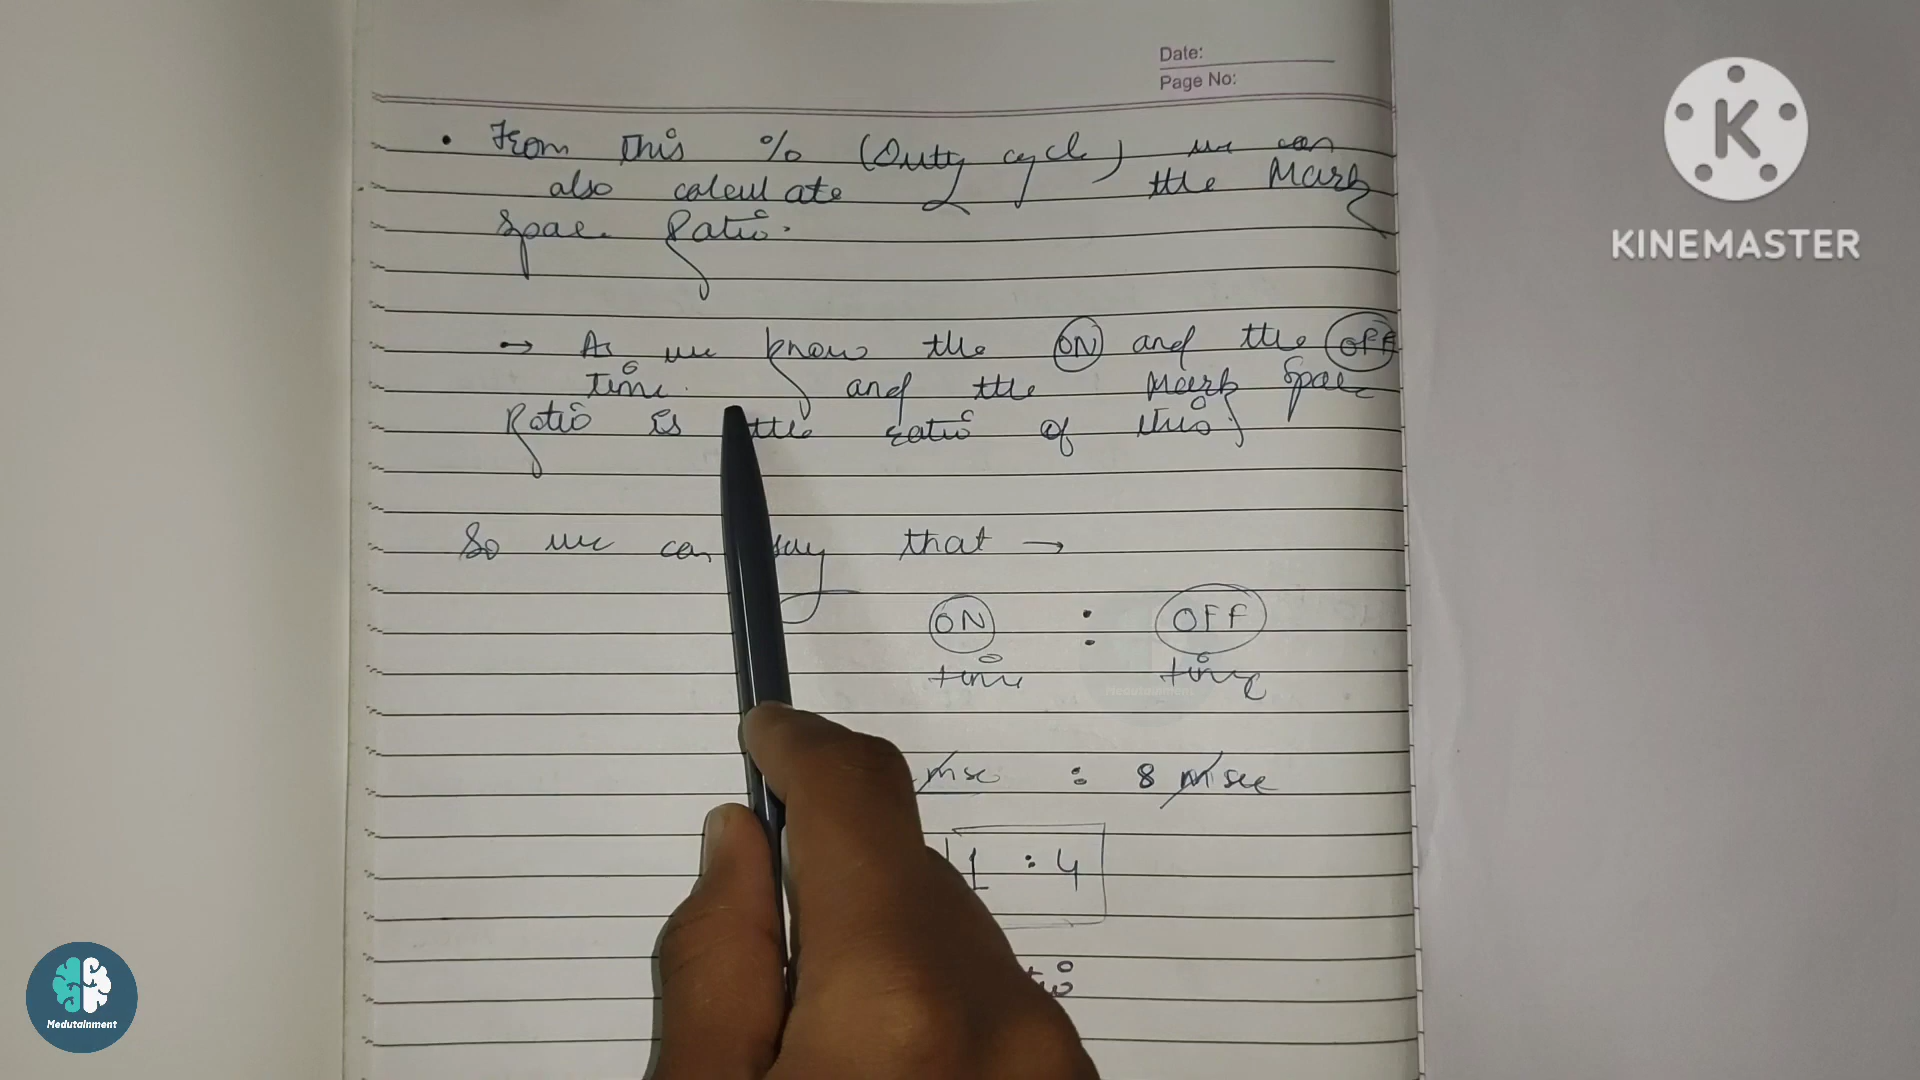 Date:
Page No:
• From this % (Duty cycle) we can
also calculate the Mark
Space Ratio.
→ As we know the ON and the OFF
time. and the Mark Space
Ratio is the ratio of this
So we can say that →
ON : OFF
time time
msc : 8 msec
1 : 4
KINEMASTER
Medutainment
Medutainment